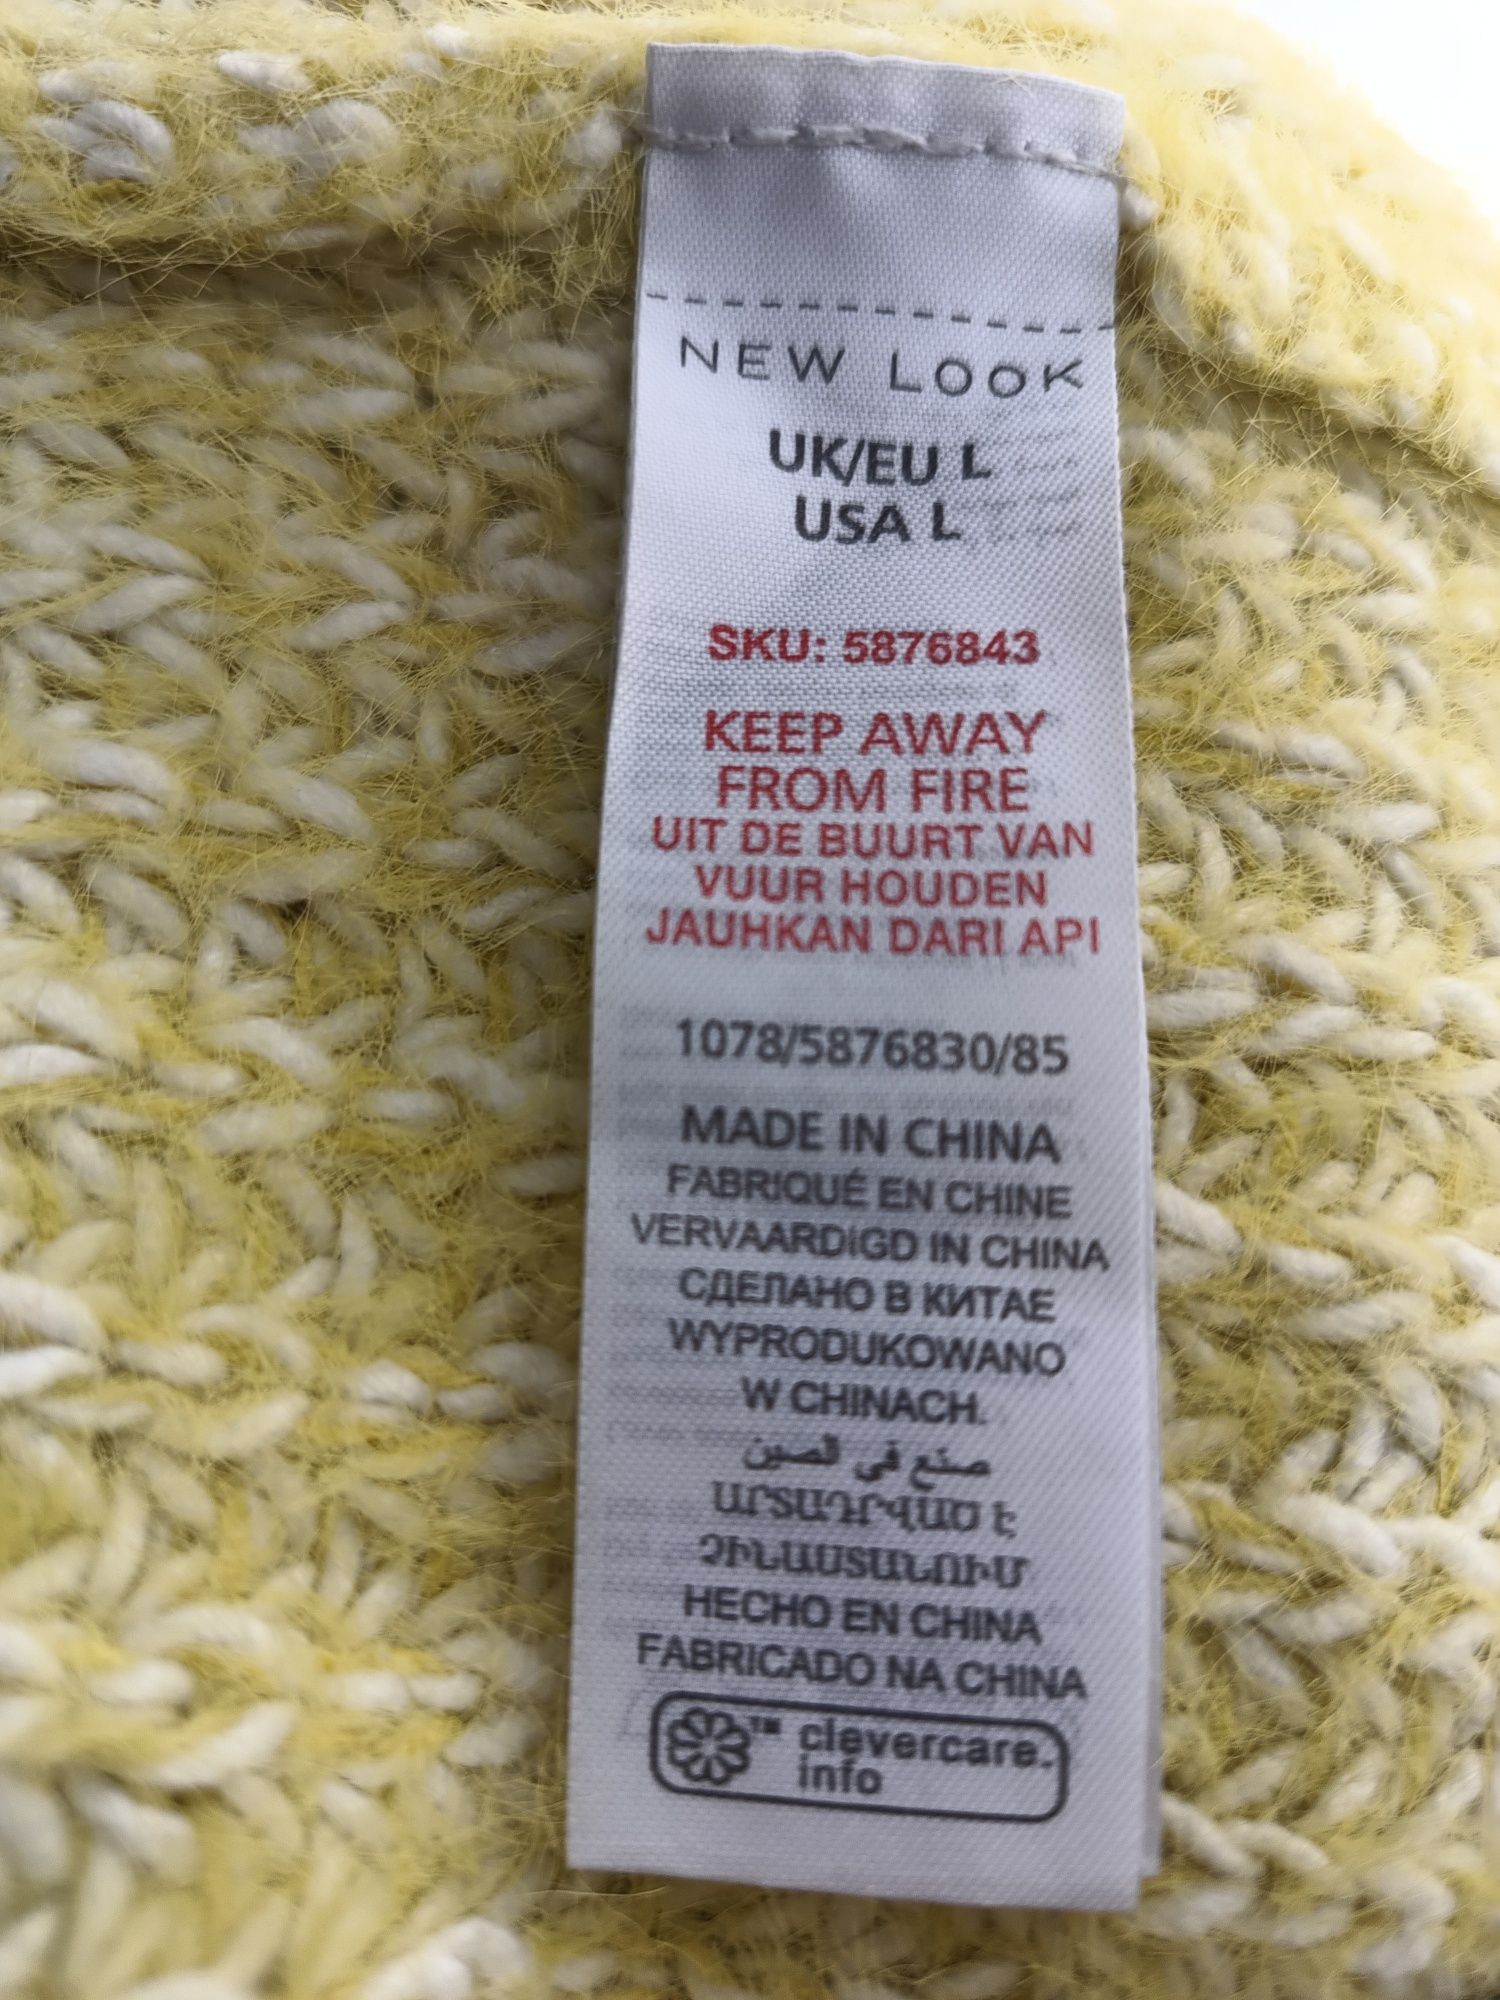 NEW LOOK
UK/EU L
USA L
SKU: 5876843
KEEP AWAY
FROM FIRE
UIT DE BUURT VAN
VUUR HOUDEN
JAUHKAN DARI API
1078/5876830/85
MADE IN CHINA
FABRIQUÉ EN CHINE
VERVAARDIGD IN CHINA
СДЕЛАНО В КИТАЕ
WYPRODUKOWANO
W CHINACH.
صنع في الصين
ԱՐՏԱԴՐՎԱԾ Է
ՉԻՆԱՍՏԱՆՈՒՄ
HECHO EN CHINA
FABRICADO NA CHINA
™ clevercare.
info